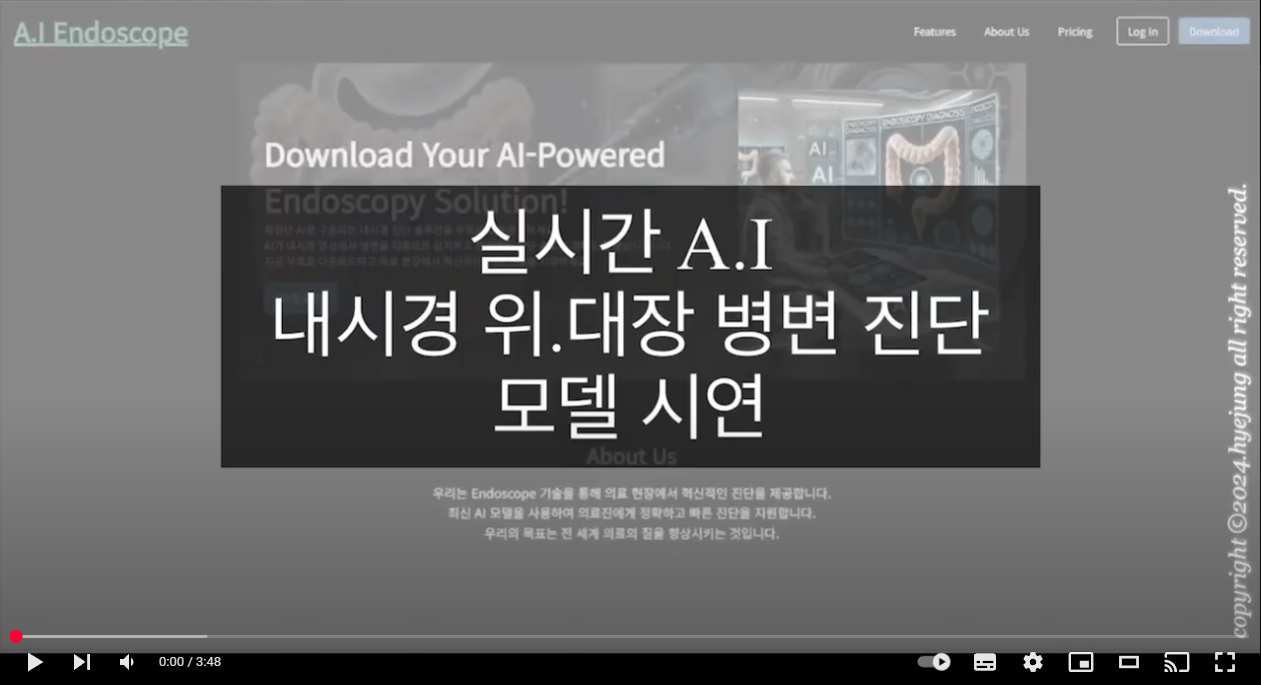 A.I Endoscope
Features
About Us
Pricing
Log in
Download
ENDOSCOPY DIAGNOSIS
AI
AI
Download Your AI-Powered
Endoscopy Solution!
실시간 A.I
내시경 위.대장 병변 진단
모델 시연
About Us
우리는 Endoscope 기술을 통해 의료 현장에서 혁신적인 진단을 제공합니다.
최신 AI 모델을 사용하여 의료진에게 정확하고 빠른 진단을 지원합니다.
우리의 목표는 전 세계 의료의 질을 향상시키는 것입니다.
copyright ©2024.hyejung all right reserved.
0:00 / 3:48